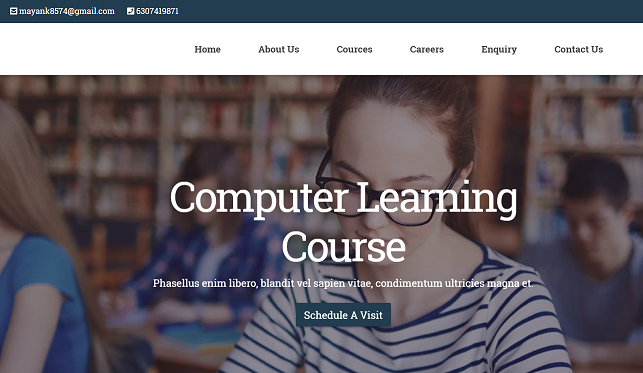 mayank8574@gmail.com 6307419871
Home About Us Cources Careers Enquiry Contact Us
Computer Learning
Course
Phasellus enim libero, blandit vel sapien vitae, condimentum ultricies magna et.
Schedule A Visit